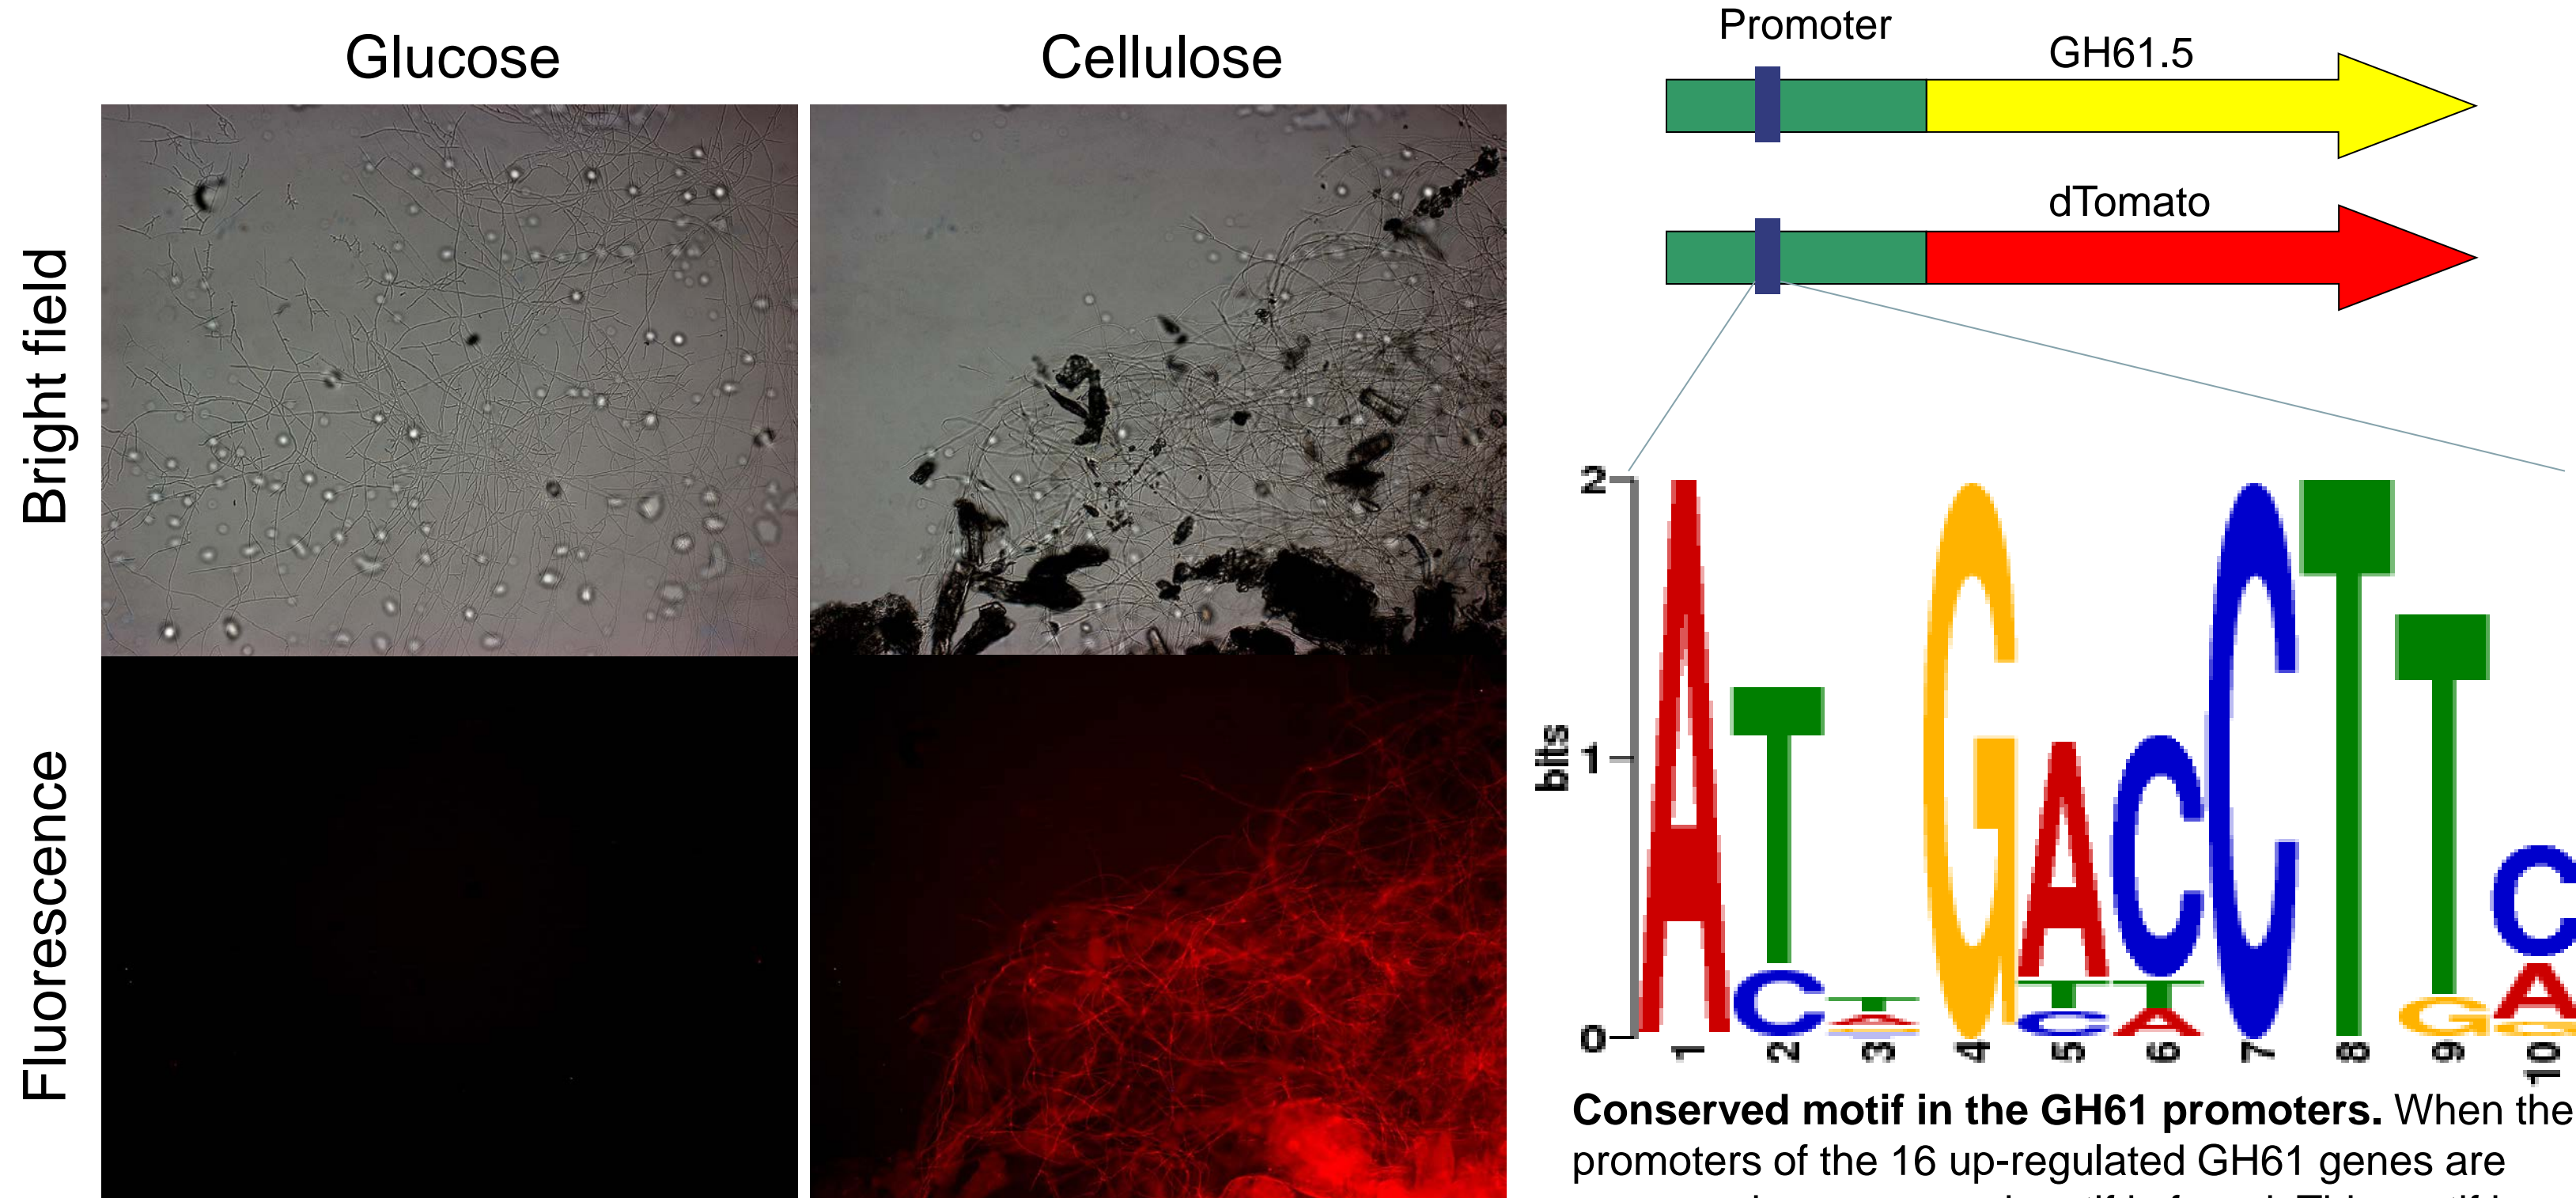 Glucose
Cellulose
Bright field
Fluorescence
Promoter
GH61.5
dTomato
bits
2
1
0
A T G A C C T T C
C T T T G A
A C A G
1 2 3 4 5 6 7 8 9 10
Conserved motif in the GH61 promoters. When the
promoters of the 16 up-regulated GH61 genes are